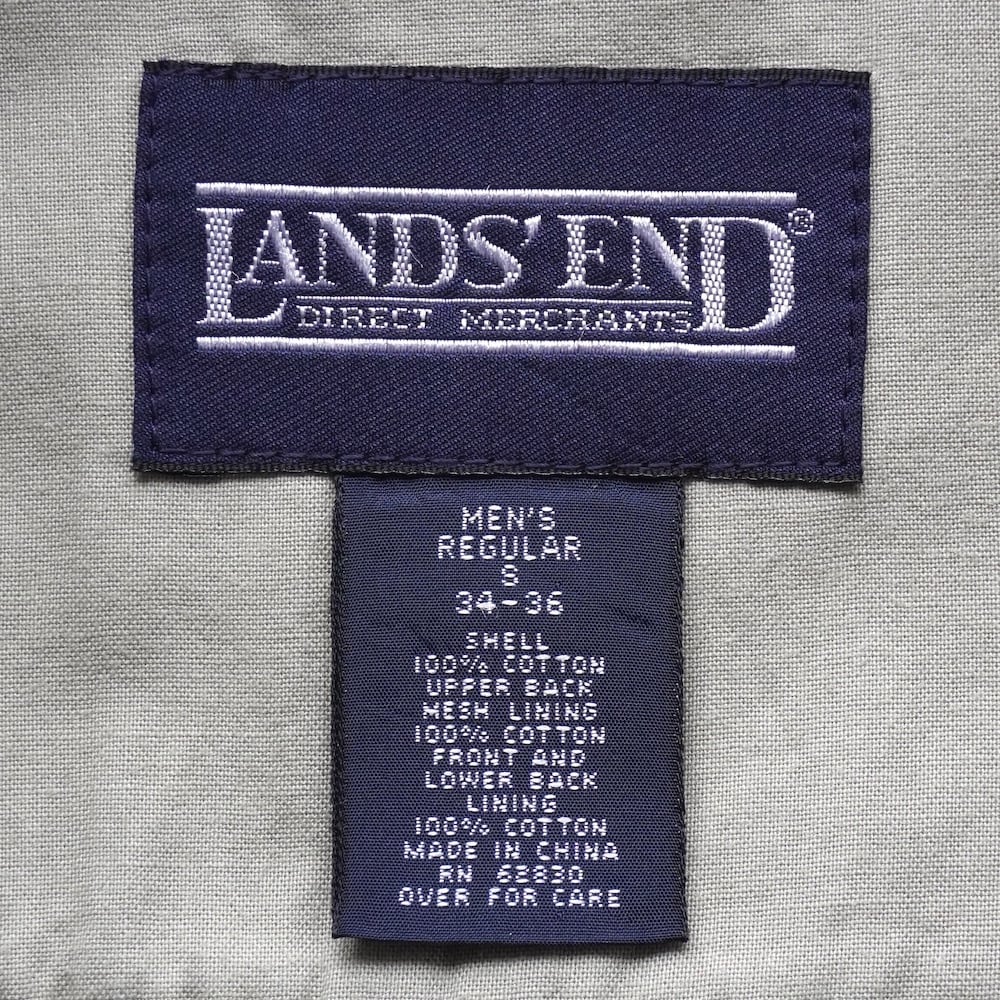 LANDS' END®
DIRECT MERCHANTS
MEN'S
REGULAR
S
34-36
SHELL
100% COTTON
UPPER BACK
MESH LINING
100% COTTON
FRONT AND
LOWER BACK
LINING
100% COTTON
MADE IN CHINA
RN 62830
OVER FOR CARE